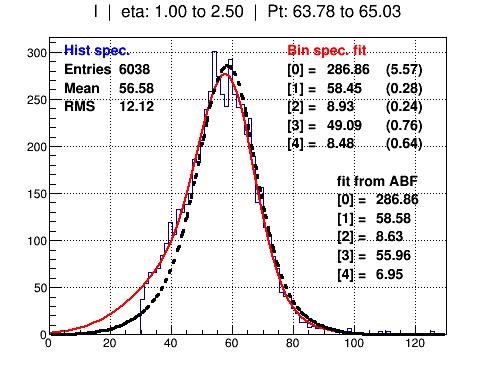 I | eta: 1.00 to 2.50 | Pt: 63.78 to 65.03
Hist spec.
Entries 6038
Mean 56.58
RMS 12.12
Bin spec. fit
[0] = 286.86 (5.57)
[1] = 58.45 (0.28)
[2] = 8.93 (0.24)
[3] = 49.09 (0.76)
[4] = 8.48 (0.64)
fit from ABF
[0] = 286.86
[1] = 58.58
[2] = 8.63
[3] = 55.96
[4] = 6.95
300
250
200
150
100
50
0
0 20 40 60 80 100 120